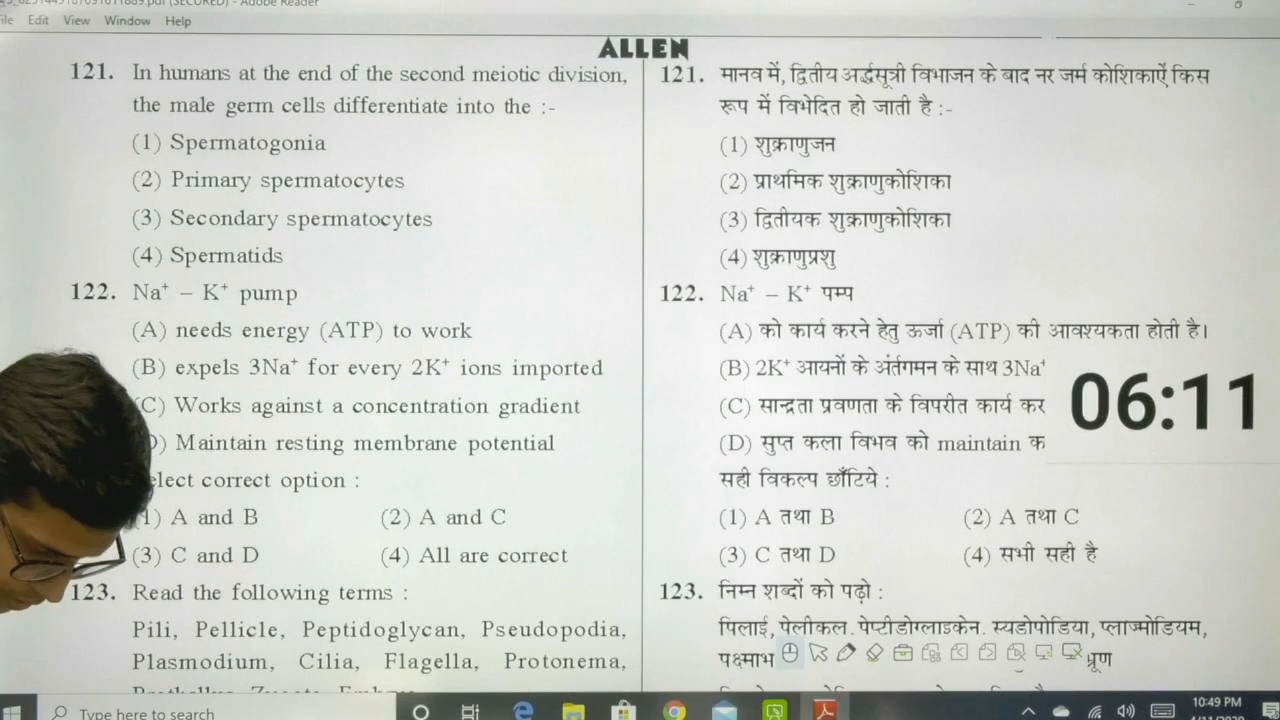 (SECURED) - Adobe Reader
File Edit View Window Help
ALLEN
121. In humans at the end of the second meiotic division,
the male germ cells differentiate into the :-
(1) Spermatogonia
(2) Primary spermatocytes
(3) Secondary spermatocytes
(4) Spermatids
122. Na⁺ – K⁺ pump
(A) needs energy (ATP) to work
(B) expels 3Na⁺ for every 2K⁺ ions imported
(C) Works against a concentration gradient
D) Maintain resting membrane potential
elect correct option :
1) A and B (2) A and C
(3) C and D (4) All are correct
123. Read the following terms :
Pili, Pellicle, Peptidoglycan, Pseudopodia,
Plasmodium, Cilia, Flagella, Protonema,
121. मानव में, द्वितीय अर्द्धसूत्री विभाजन के बाद नर जर्म कोशिकाऐं किस
रूप में विभेदित हो जाती है :-
(1) शुक्राणुजन
(2) प्राथमिक शुक्राणुकोशिका
(3) द्वितीयक शुक्राणुकोशिका
(4) शुक्राणुप्रशु
122. Na⁺ – K⁺ पम्प
(A) को कार्य करने हेतु ऊर्जा (ATP) की आवश्यकता होती है।
(B) 2K⁺ आयनों के अंर्तगमन के साथ 3Na⁺
(C) सान्द्रता प्रवणता के विपरीत कार्य कर
(D) सुप्त कला विभव को maintain क
सही विकल्प छाँटिये :
(1) A तथा B (2) A तथा C
(3) C तथा D (4) सभी सही है
123. निम्न शब्दों को पढ़ो :
पिलाई, पेलीकल, पेप्टीडोग्लाइकेन, स्यडोपोडिया, प्लाज्मोडियम,
पक्ष्माभ भ्रूण
06:11
Type here to search
10:49 PM